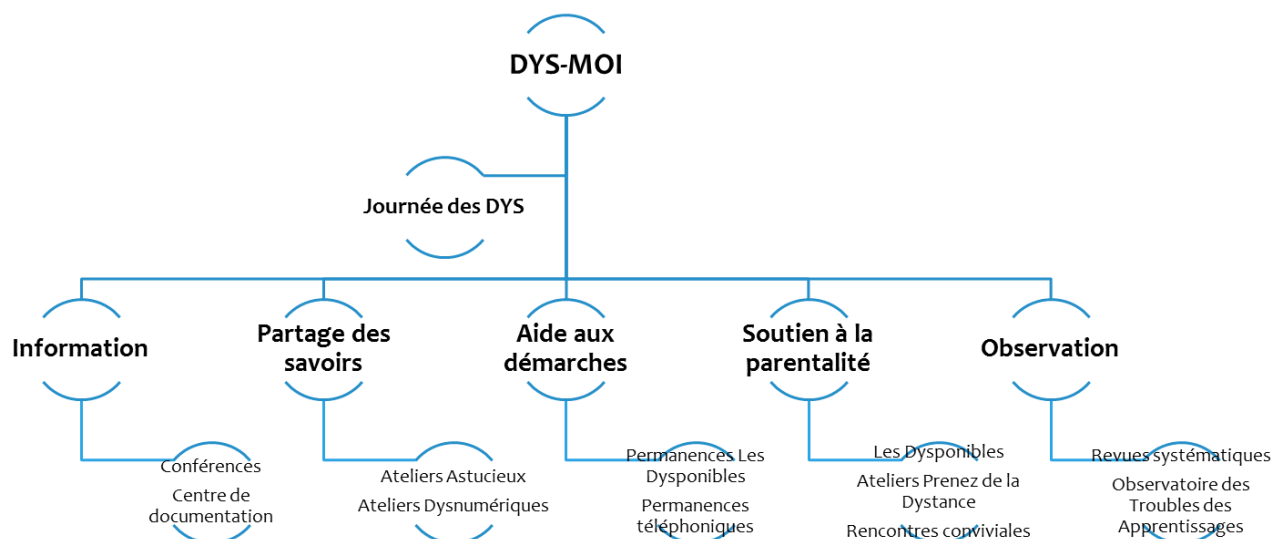 DYS-MOI
Journée des DYS
Information
Partage des
savoirs
Aide aux
démarches
Soutien à la
parentalité
Observation
Conférences
Centre de
documentation
Ateliers Astucieux
Ateliers Dysnumériques
Permanences Les
Dysponibles
Permanences
téléphoniques
Les Dysponibles
Ateliers Prenez de la
Dystance
Rencontres conviviales
Revues systématiques
Observatoire des
Troubles des
Apprentissages